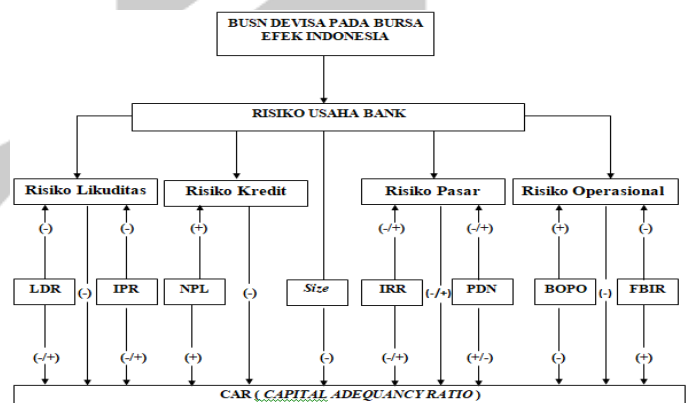 BUSN DEVISA PADA BURSA
EFEK INDONESIA
RISIKO USAHA BANK
Risiko Likuditas
Risiko Kredit
Risiko Pasar
Risiko Operasional
(-)
(-)
(+)
(-/+)
(-/+)
(+)
(-)
LDR
(-)
IPR
NPL
(-)
Size
IRR
(-/+)
PDN
BOPO
(-)
FBIR
(-/+)
(-/+)
(+)
(-)
(-/+)
(+/-)
(-)
(+)
CAR ( CAPITAL ADEQUANCY RATIO )